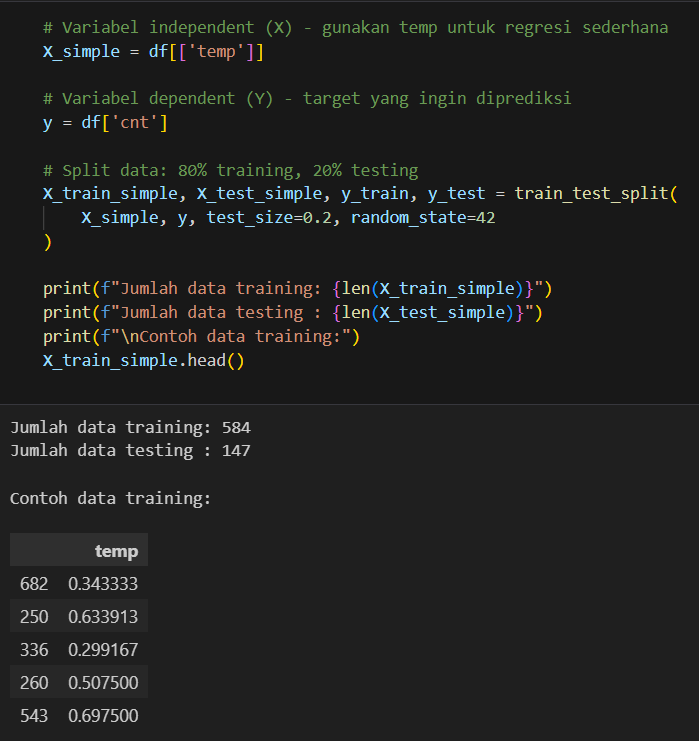 # Variabel independent (X) - gunakan temp untuk regresi sederhana
X_simple = df[['temp']]
# Variabel dependent (Y) - target yang ingin diprediksi
y = df['cnt']
# Split data: 80% training, 20% testing
X_train_simple, X_test_simple, y_train, y_test = train_test_split(
    X_simple, y, test_size=0.2, random_state=42
)
print(f"Jumlah data training: {len(X_train_simple)}")
print(f"Jumlah data testing : {len(X_test_simple)}")
print(f"\nContoh data training:")
X_train_simple.head()
Jumlah data training: 584
Jumlah data testing : 147
Contoh data training:
temp
682 0.343333
250 0.633913
336 0.299167
260 0.507500
543 0.697500